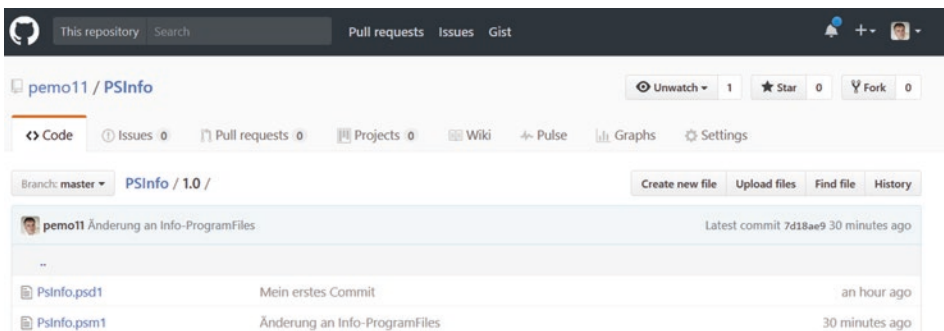 This repository Search Pull requests Issues Gist
pemo11 / PSInfo Unwatch 1 Star 0 Fork 0
Code Issues 0 Pull requests 0 Projects 0 Wiki Pulse Graphs Settings
Branch: master PSInfo / 1.0 / Create new file Upload files Find file History
pemo11 Änderung an Info-ProgramFiles Latest commit 7d18ae9 30 minutes ago
..
PsInfo.psd1 Mein erstes Commit an hour ago
PsInfo.psm1 Änderung an Info-ProgramFiles 30 minutes ago